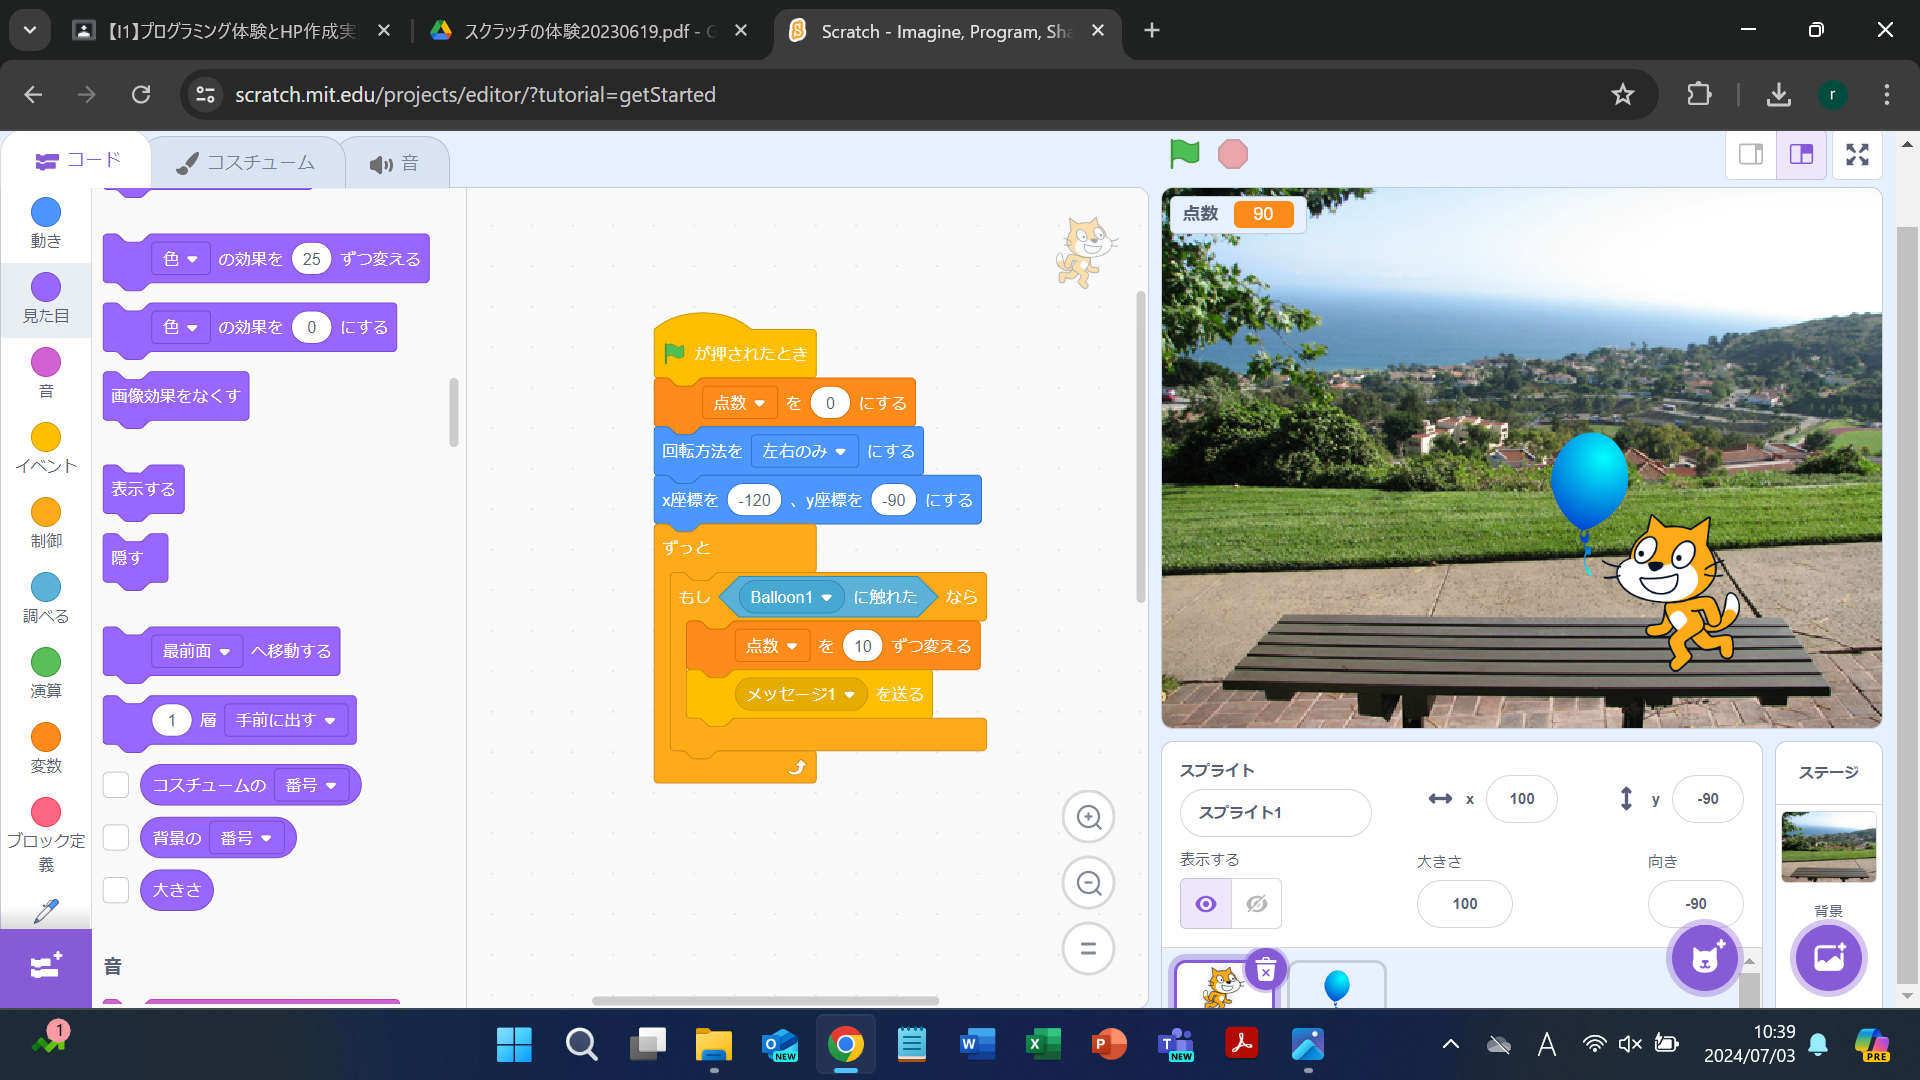 【I1】プログラミング体験とHP作成実
スクラッチの体験20230619.pdf - G
Scratch - Imagine, Program, Sha
scratch.mit.edu/projects/editor/?tutorial=getStarted
r
コード
コスチューム
音
動き
見た目
音
イベント
制御
調べる
演算
変数
ブロック定
義
色 の効果を 25 ずつ変える
色 の効果を 0 にする
画像効果をなくす
表示する
隠す
最前面 へ移動する
1 層 手前に出す
コスチュームの 番号
背景の 番号
大きさ
音
が押されたとき
点数 を 0 にする
回転方法を 左右のみ にする
x座標を -120 、y座標を -90 にする
ずっと
もし Balloon1 に触れた なら
点数 を 10 ずつ変える
メッセージ1 を送る
点数 90
スプライト
スプライト1
x 100
y -90
表示する
大きさ
100
向き
-90
ステージ
背景
1
NEW
W
X
P
T
NEW
A
10:39
2024/07/03
PRE